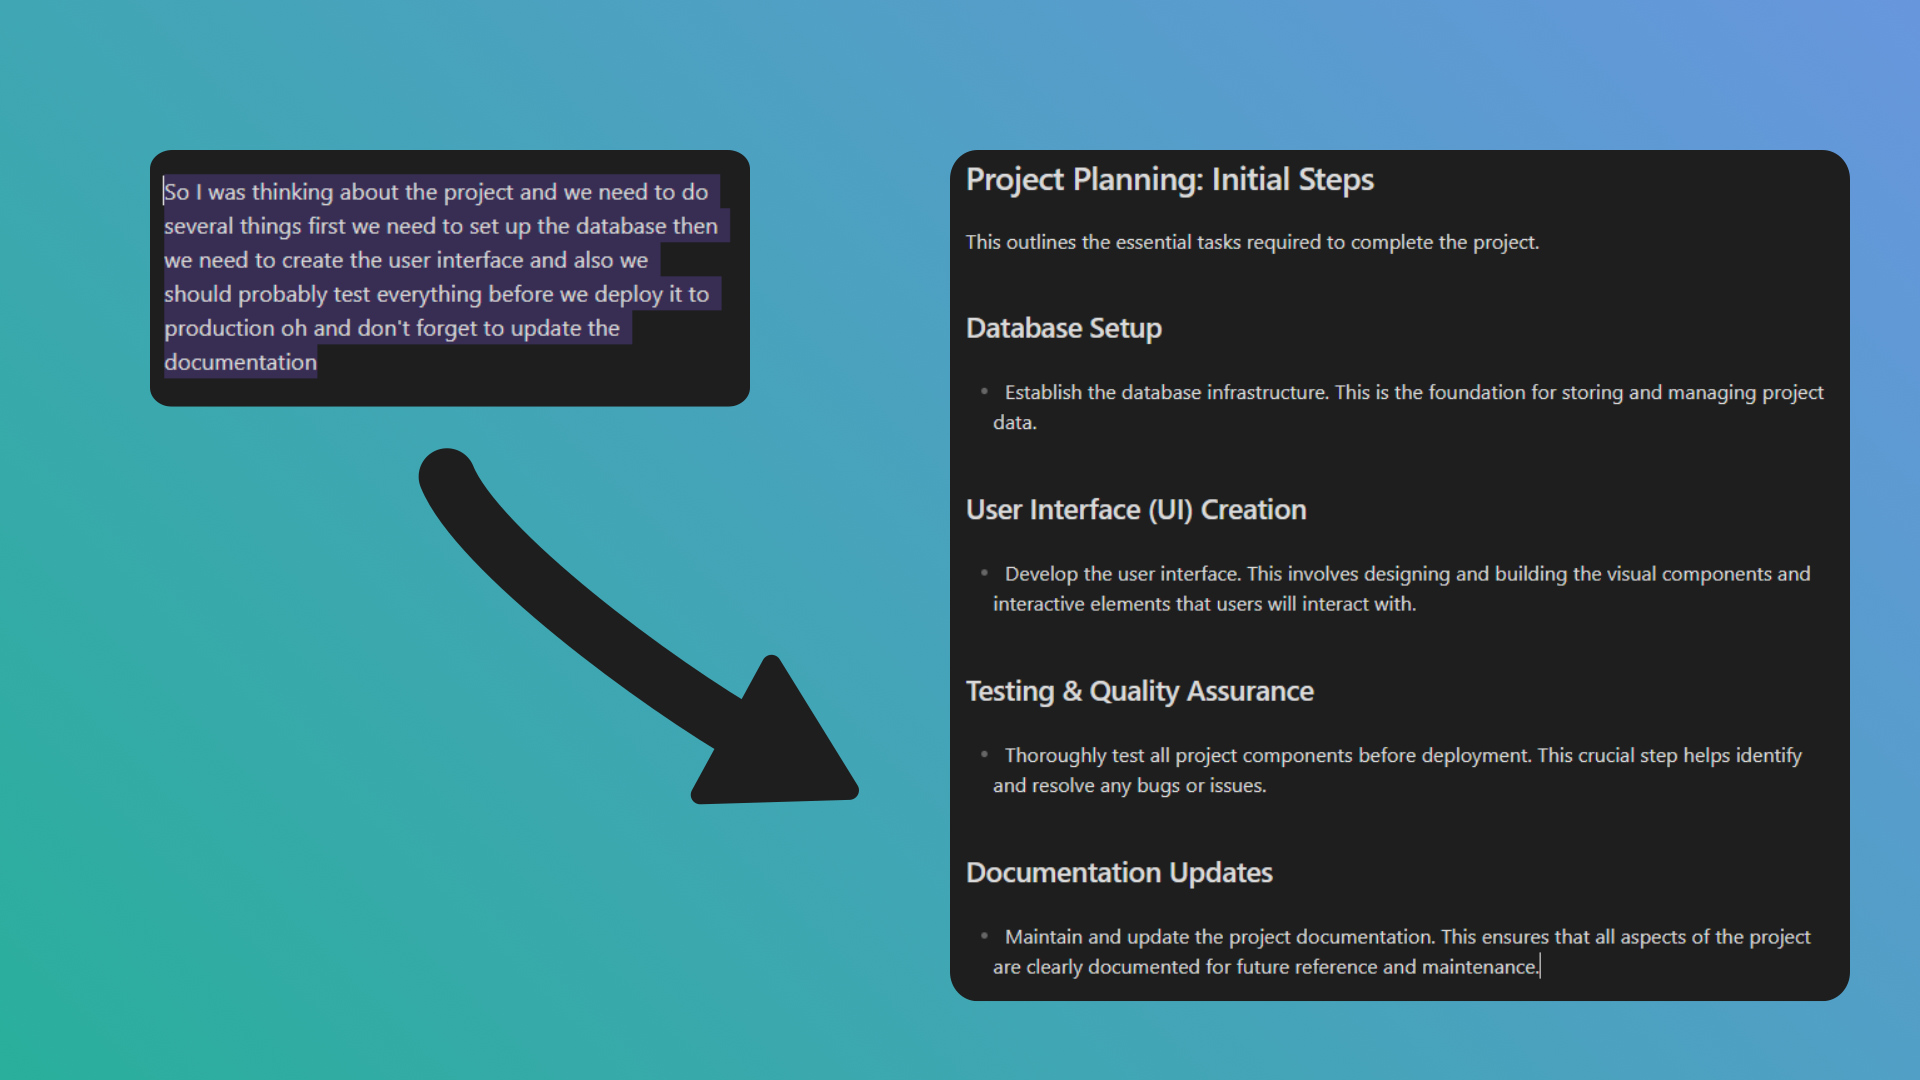 So I was thinking about the project and we need to do
several things first we need to set up the database then
we need to create the user interface and also we
should probably test everything before we deploy it to
production oh and don't forget to update the
documentation
Project Planning: Initial Steps
This outlines the essential tasks required to complete the project.
Database Setup
• Establish the database infrastructure. This is the foundation for storing and managing project
data.
User Interface (UI) Creation
• Develop the user interface. This involves designing and building the visual components and
interactive elements that users will interact with.
Testing & Quality Assurance
• Thoroughly test all project components before deployment. This crucial step helps identify
and resolve any bugs or issues.
Documentation Updates
• Maintain and update the project documentation. This ensures that all aspects of the project
are clearly documented for future reference and maintenance.